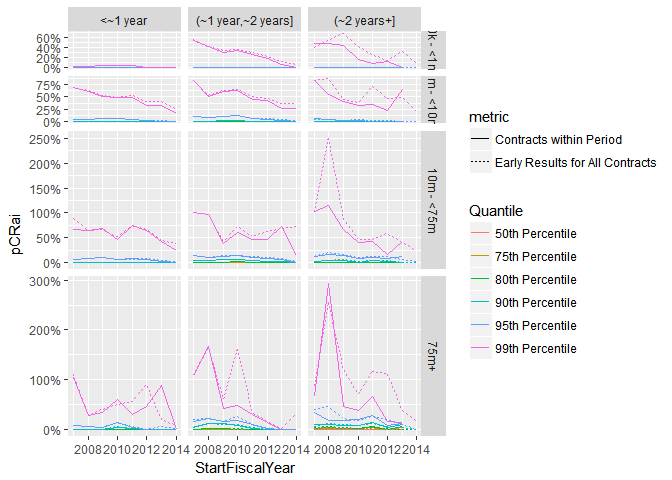 <~1 year
(~1 year,~2 years]
(~2 years+]
60%
40%
20%
0%
75%
50%
25%
0%
250%
200%
150%
100%
50%
0%
300%
200%
100%
0%
k - <1
m - <10
10m - <75m
75m+
2008 2010 2012 2014
2008 2010 2012 2014
2008 2010 2012 2014
StartFiscalYear
pCRai
metric
Contracts within Period
Early Results for All Contracts
Quantile
50th Percentile
75th Percentile
80th Percentile
90th Percentile
95th Percentile
99th Percentile